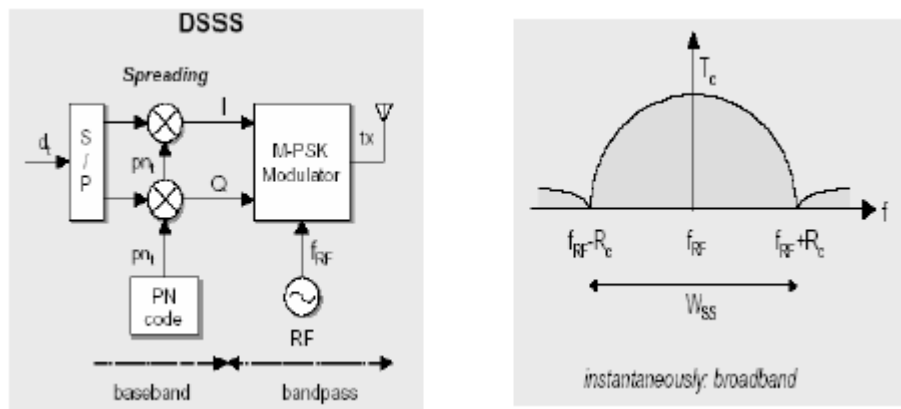 DSSS
Spreading
I
S
/
P
d_t
pn_t
M-PSK
Modulator
tx
Q
pn_t
f_RF
PN
code
RF
baseband
bandpass
T_c
f
f_RF-R_c
f_RF
f_RF+R_c
W_SS
instantaneously: broadband